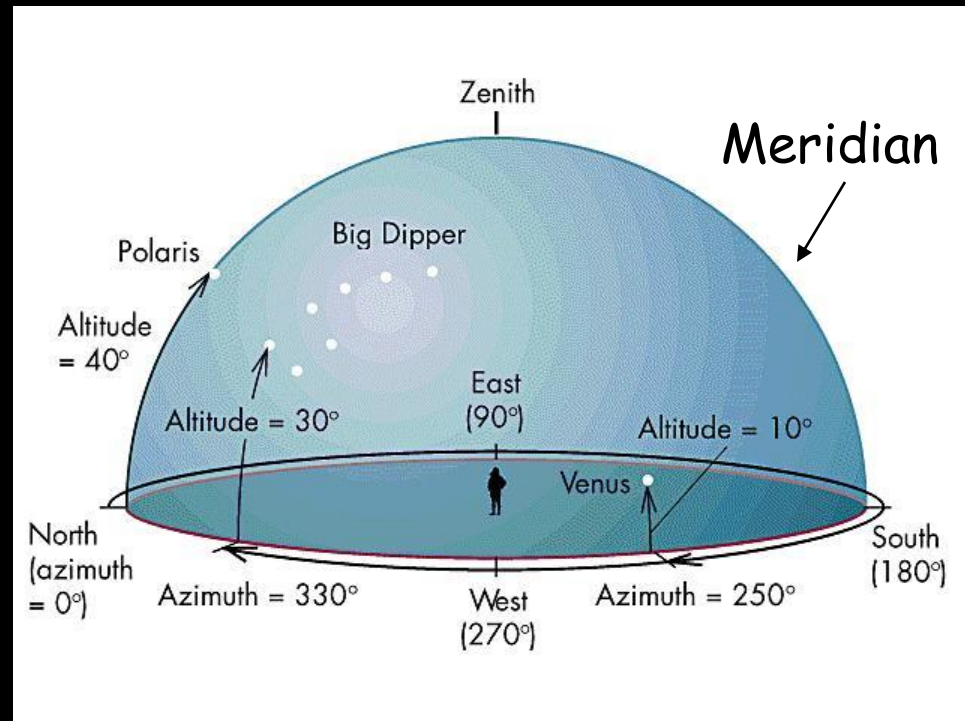 Zenith
Meridian
Big Dipper
Polaris
Altitude
= 40°
East
(90°)
Altitude = 30°
Altitude = 10°
Venus
North
(azimuth
= 0°)
South
(180°)
Azimuth = 330°
West
(270°)
Azimuth = 250°